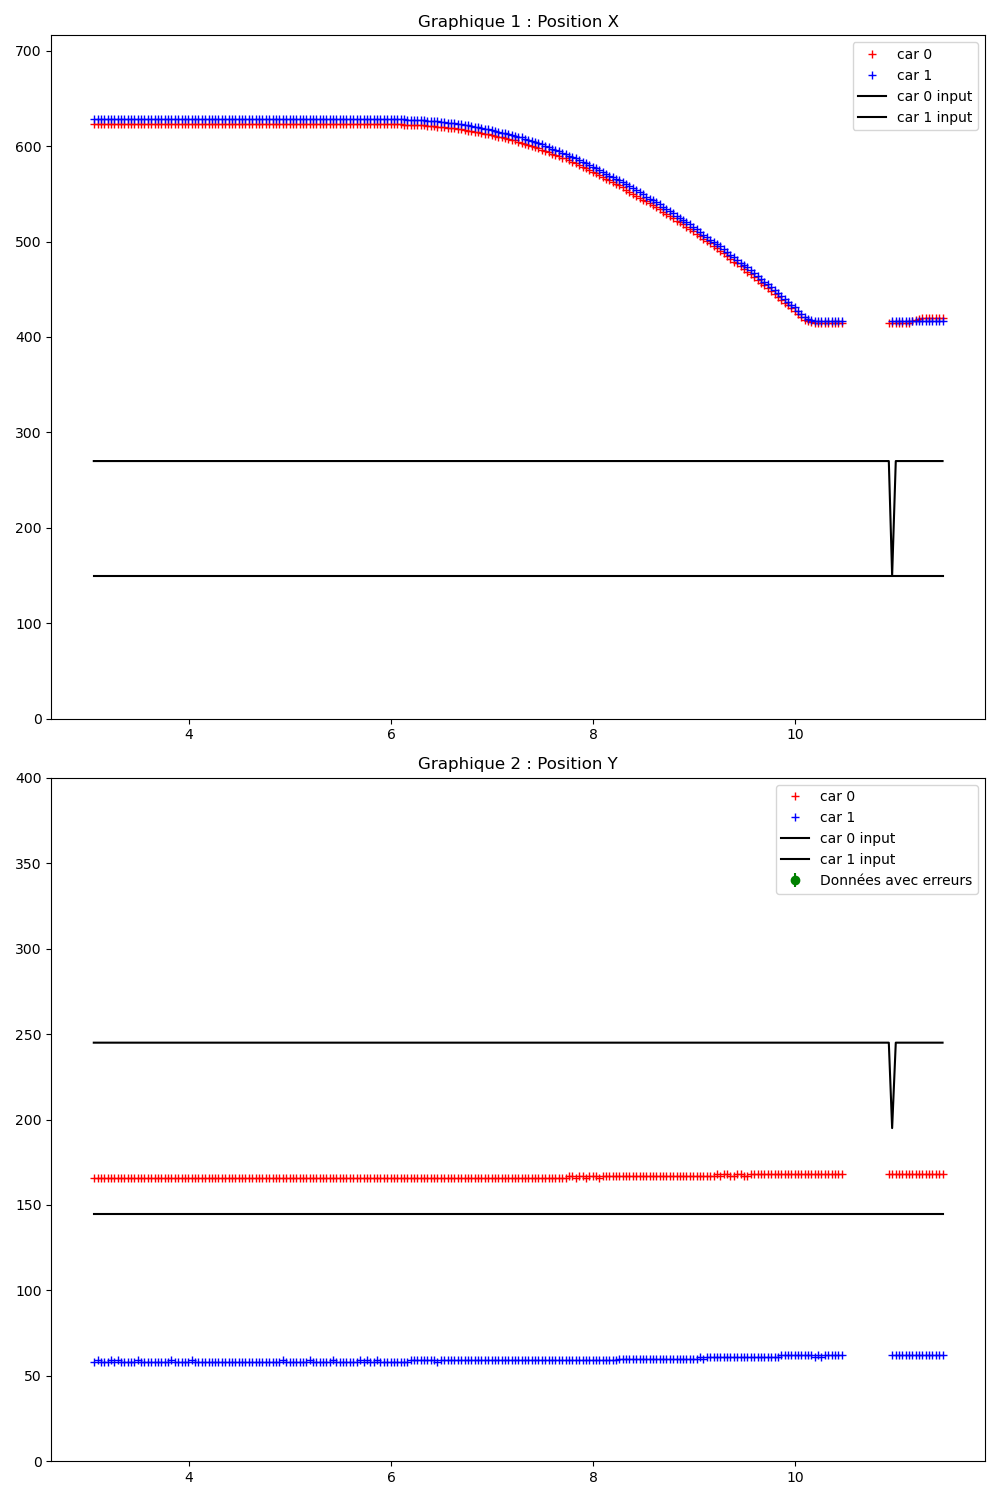 Graphique 1 : Position X
700
600
500
400
300
200
100
0
car 0
car 1
car 0 input
car 1 input
4
6
8
10
Graphique 2 : Position Y
400
350
300
250
200
150
100
50
0
car 0
car 1
car 0 input
car 1 input
Données avec erreurs
4
6
8
10